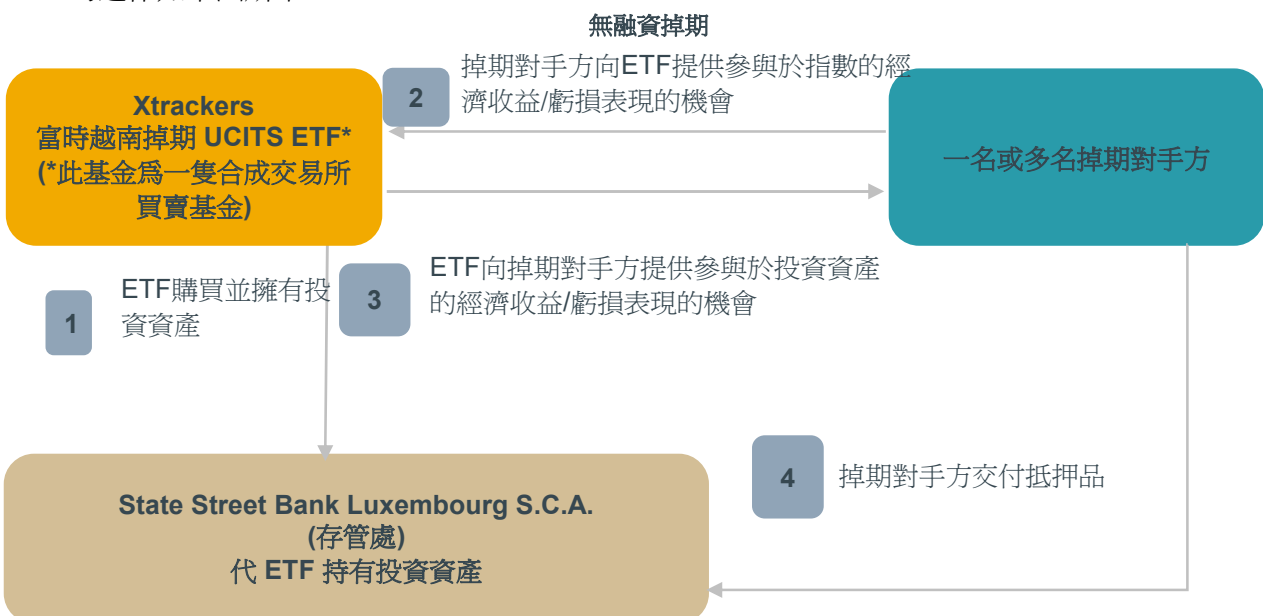 無融資掉期
2
掉期對手方向ETF提供參與於指數的經
濟收益/虧損表現的機會
Xtrackers
富時越南掉期 UCITS ETF*
(*此基金爲一隻合成交易所
買賣基金)
一名或多名掉期對手方
1
ETF購買並擁有投
資資產
3
ETF向掉期對手方提供參與於投資資產
的經濟收益/虧損表現的機會
4
掉期對手方交付抵押品
State Street Bank Luxembourg S.C.A.
(存管處)
代 ETF 持有投資資產